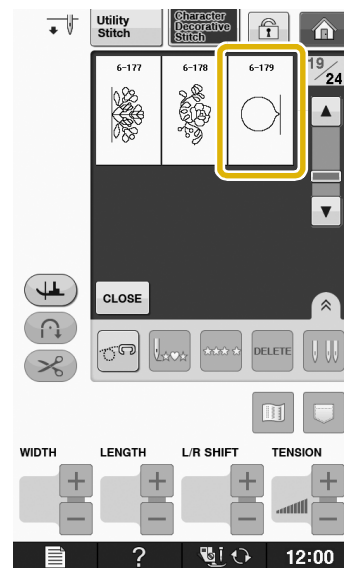 Utility
Stitch
Character
Decorative
Stitch
6-177
6-178
6-179
19
24
CLOSE
DELETE
WIDTH
LENGTH
L/R SHIFT
TENSION
?
12:00